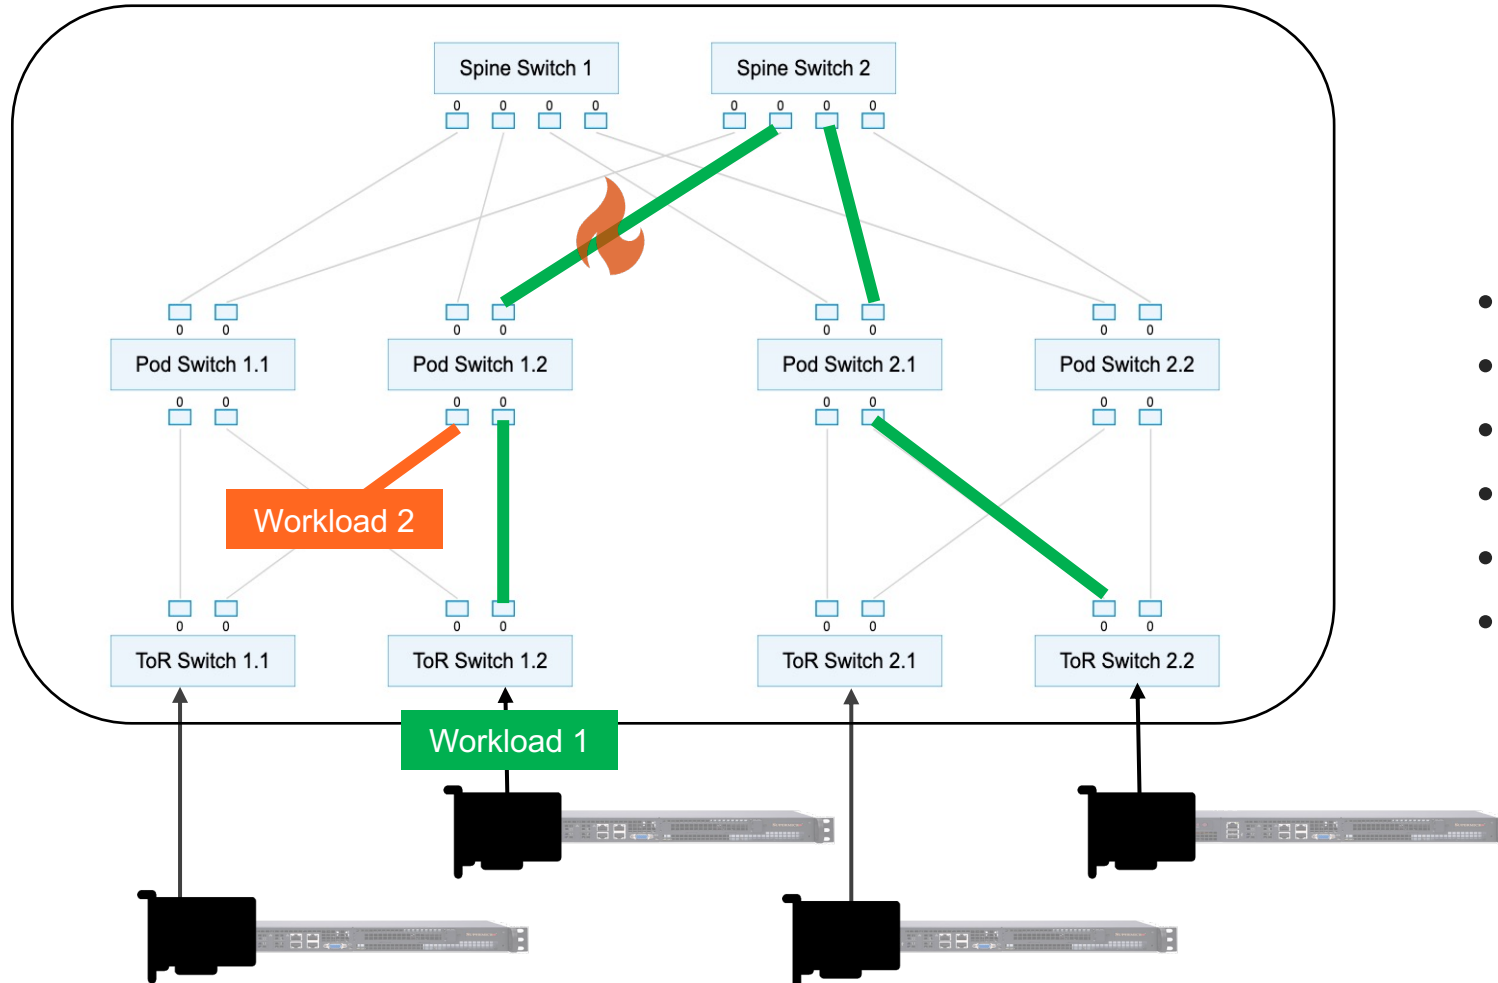 Spine Switch 1
Spine Switch 2
0 0 0 0
0 0 0 0
0 0
0 0
0 0
0 0
Pod Switch 1.1
Pod Switch 1.2
Pod Switch 2.1
Pod Switch 2.2
0 0
0 0
0 0
0 0
Workload 2
0 0
0 0
0 0
0 0
ToR Switch 1.1
ToR Switch 1.2
ToR Switch 2.1
ToR Switch 2.2
Workload 1